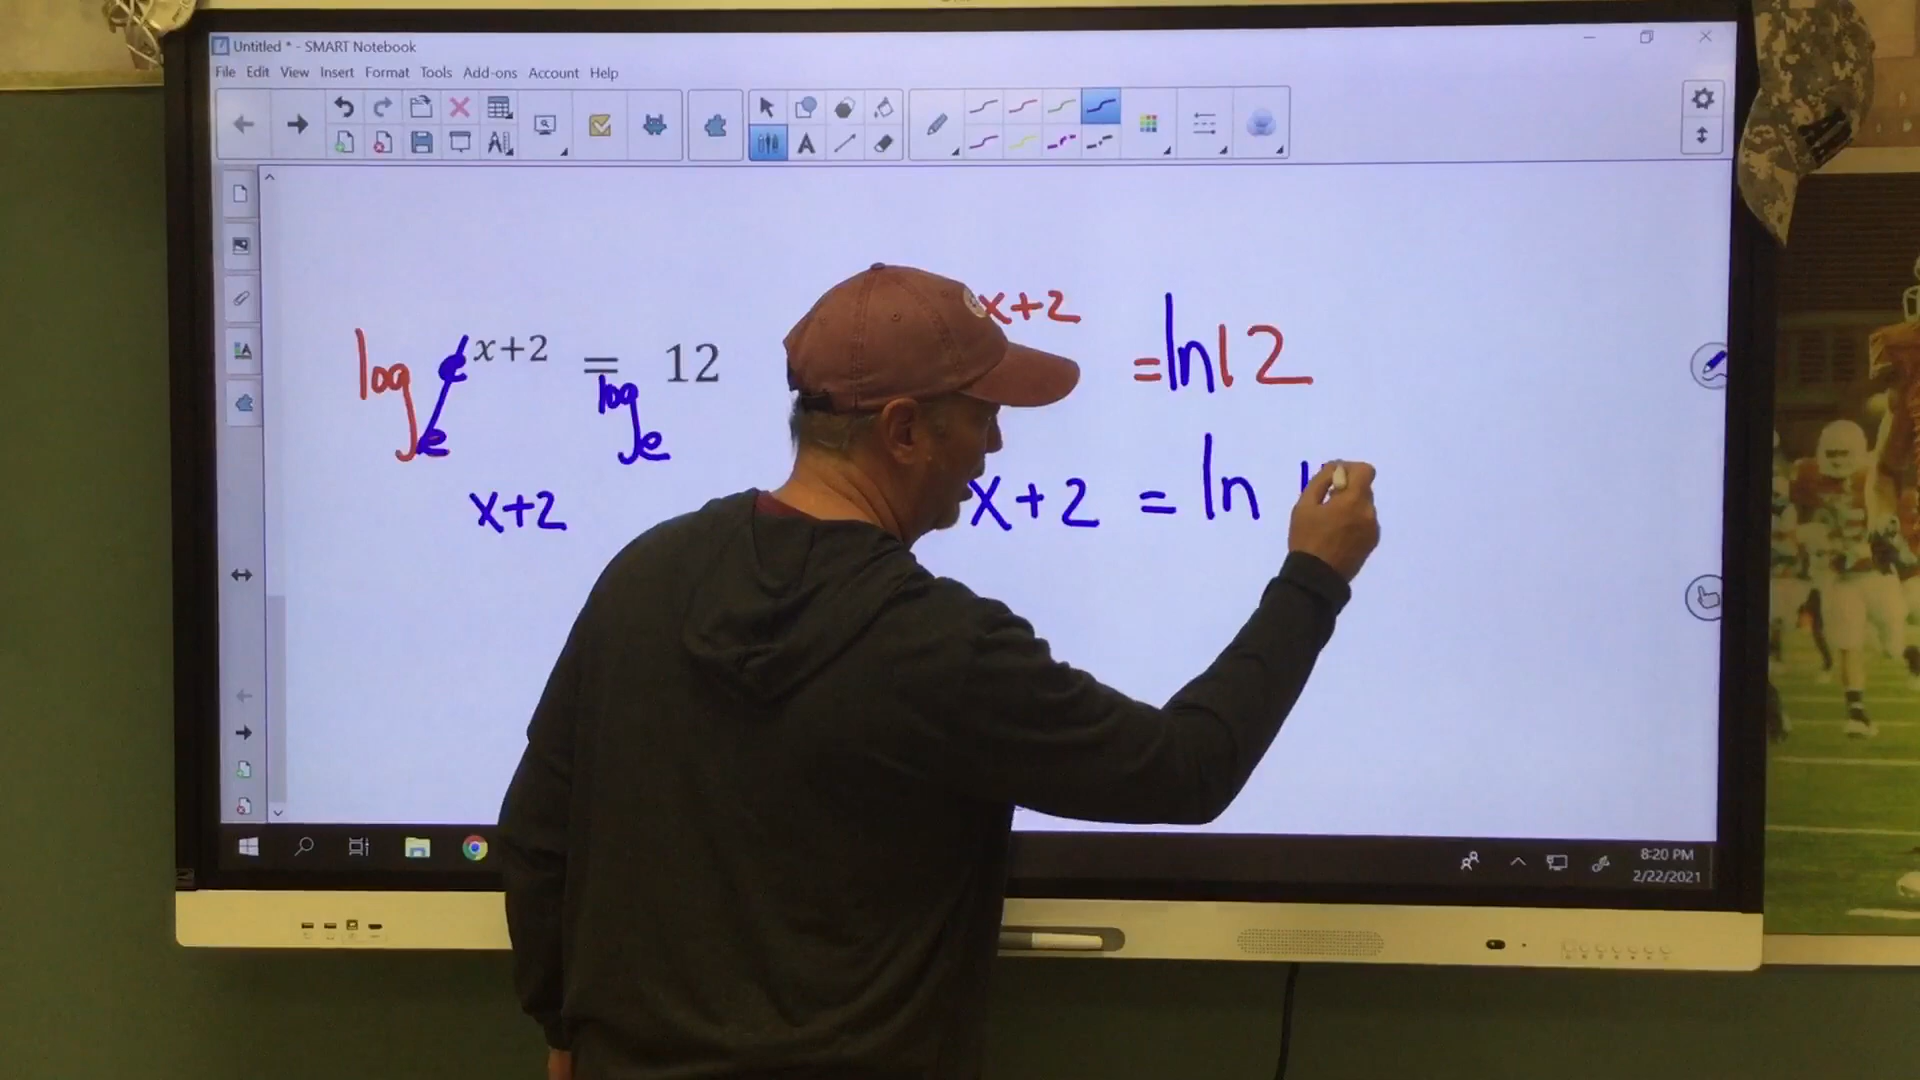 Untitled * - SMART Notebook
File Edit View Insert Format Tools Add-ons Account Help
x+2 = ln 12
log e e x+2 = 12
log e
x+2
x+2 = ln
8:20 PM
2/22/2021